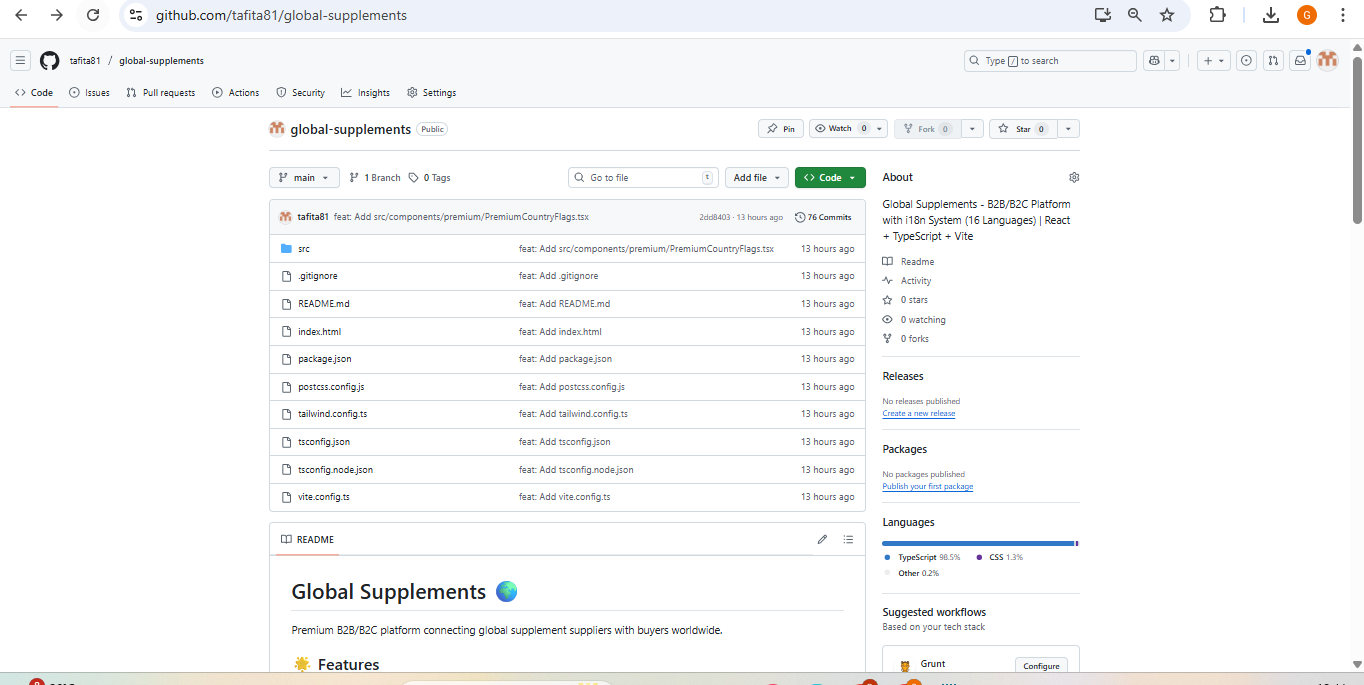 github.com/tafita81/global-supplements
G
tafita81 / global-supplements
Type / to search
Code Issues Pull requests Actions Security Insights Settings
global-supplements Public
Pin Watch 0 Fork 0 Star 0
main 1 Branch 0 Tags Go to file t Add file Code
tafita81 feat: Add src/components/premium/PremiumCountryFlags.tsx 2dd8403 · 13 hours ago 76 Commits
src feat: Add src/components/premium/PremiumCountryFlags.tsx 13 hours ago
.gitignore feat: Add .gitignore 13 hours ago
README.md feat: Add README.md 13 hours ago
index.html feat: Add index.html 13 hours ago
package.json feat: Add package.json 13 hours ago
postcss.config.js feat: Add postcss.config.js 13 hours ago
tailwind.config.ts feat: Add tailwind.config.ts 13 hours ago
tsconfig.json feat: Add tsconfig.json 13 hours ago
tsconfig.node.json feat: Add tsconfig.node.json 13 hours ago
vite.config.ts feat: Add vite.config.ts 13 hours ago
README
Global Supplements
Premium B2B/B2C platform connecting global supplement suppliers with buyers worldwide.
Features
About
Global Supplements - B2B/B2C Platform
with i18n System (16 Languages) | React
+ TypeScript + Vite
Readme
Activity
0 stars
0 watching
0 forks
Releases
No releases published
Create a new release
Packages
No packages published
Publish your first package
Languages
TypeScript 98.5% CSS 1.3%
Other 0.2%
Suggested workflows
Based on your tech stack
Grunt Configure